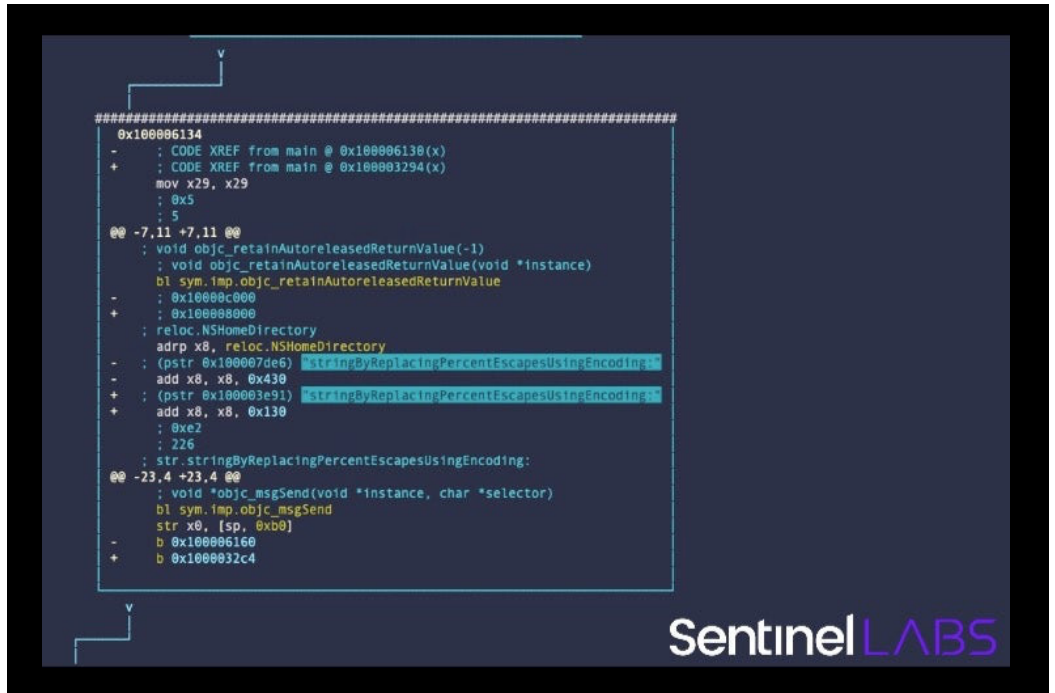 ##########################################################################
0x100006134
- ; CODE XREF from main @ 0x100006130(x)
+ ; CODE XREF from main @ 0x100003294(x)
mov x29, x29
; 0x5
; 5
@@ -7,11 +7,11 @@
; void objc_retainAutoreleasedReturnValue(-1)
; void objc_retainAutoreleasedReturnValue(void *instance)
bl sym.imp.objc_retainAutoreleasedReturnValue
- ; 0x10000c000
+ ; 0x100008000
; reloc.NSHomeDirectory
adrp x8, reloc.NSHomeDirectory
- ; (pstr 0x100007de6) "stringByReplacingPercentEscapesUsingEncoding:"
- add x8, x8, 0x430
+ ; (pstr 0x100003e91) "stringByReplacingPercentEscapesUsingEncoding:"
+ add x8, x8, 0x130
; 0xe2
; 226
; str.stringByReplacingPercentEscapesUsingEncoding:
@@ -23,4 +23,4 @@
; void *objc_msgSend(void *instance, char *selector)
bl sym.imp.objc_msgSend
str x0, [sp, 0xb0]
- b 0x100006160
+ b 0x1000032c4
Sentinel LABS